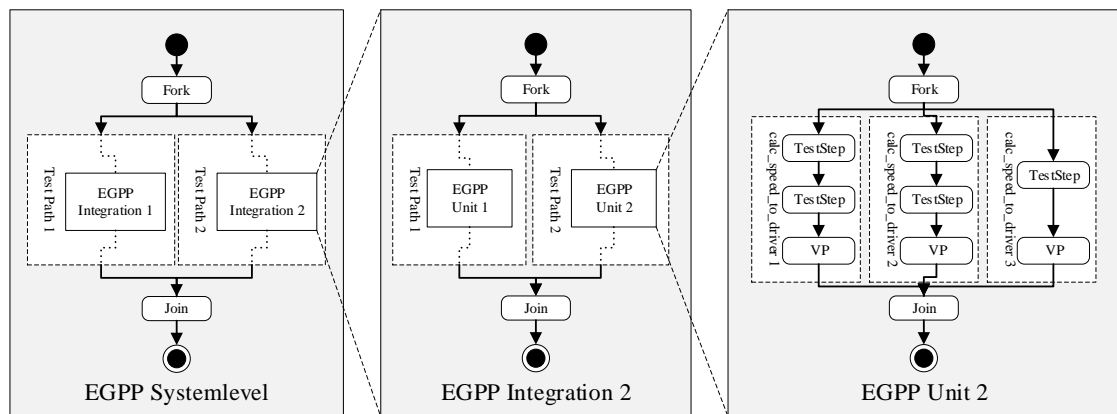 Fork
Test Path 1
EGPP
Integration 1
Test Path 2
EGPP
Integration 2
Join
EGPP Systemlevel
Fork
Test Path 1
EGPP
Unit 1
Test Path 2
EGPP
Unit 2
Join
EGPP Integration 2
Fork
calc_speed_to_driver 1
TestStep
TestStep
VP
calc_speed_to_driver 2
TestStep
TestStep
VP
calc_speed_to_driver 3
TestStep
VP
Join
EGPP Unit 2